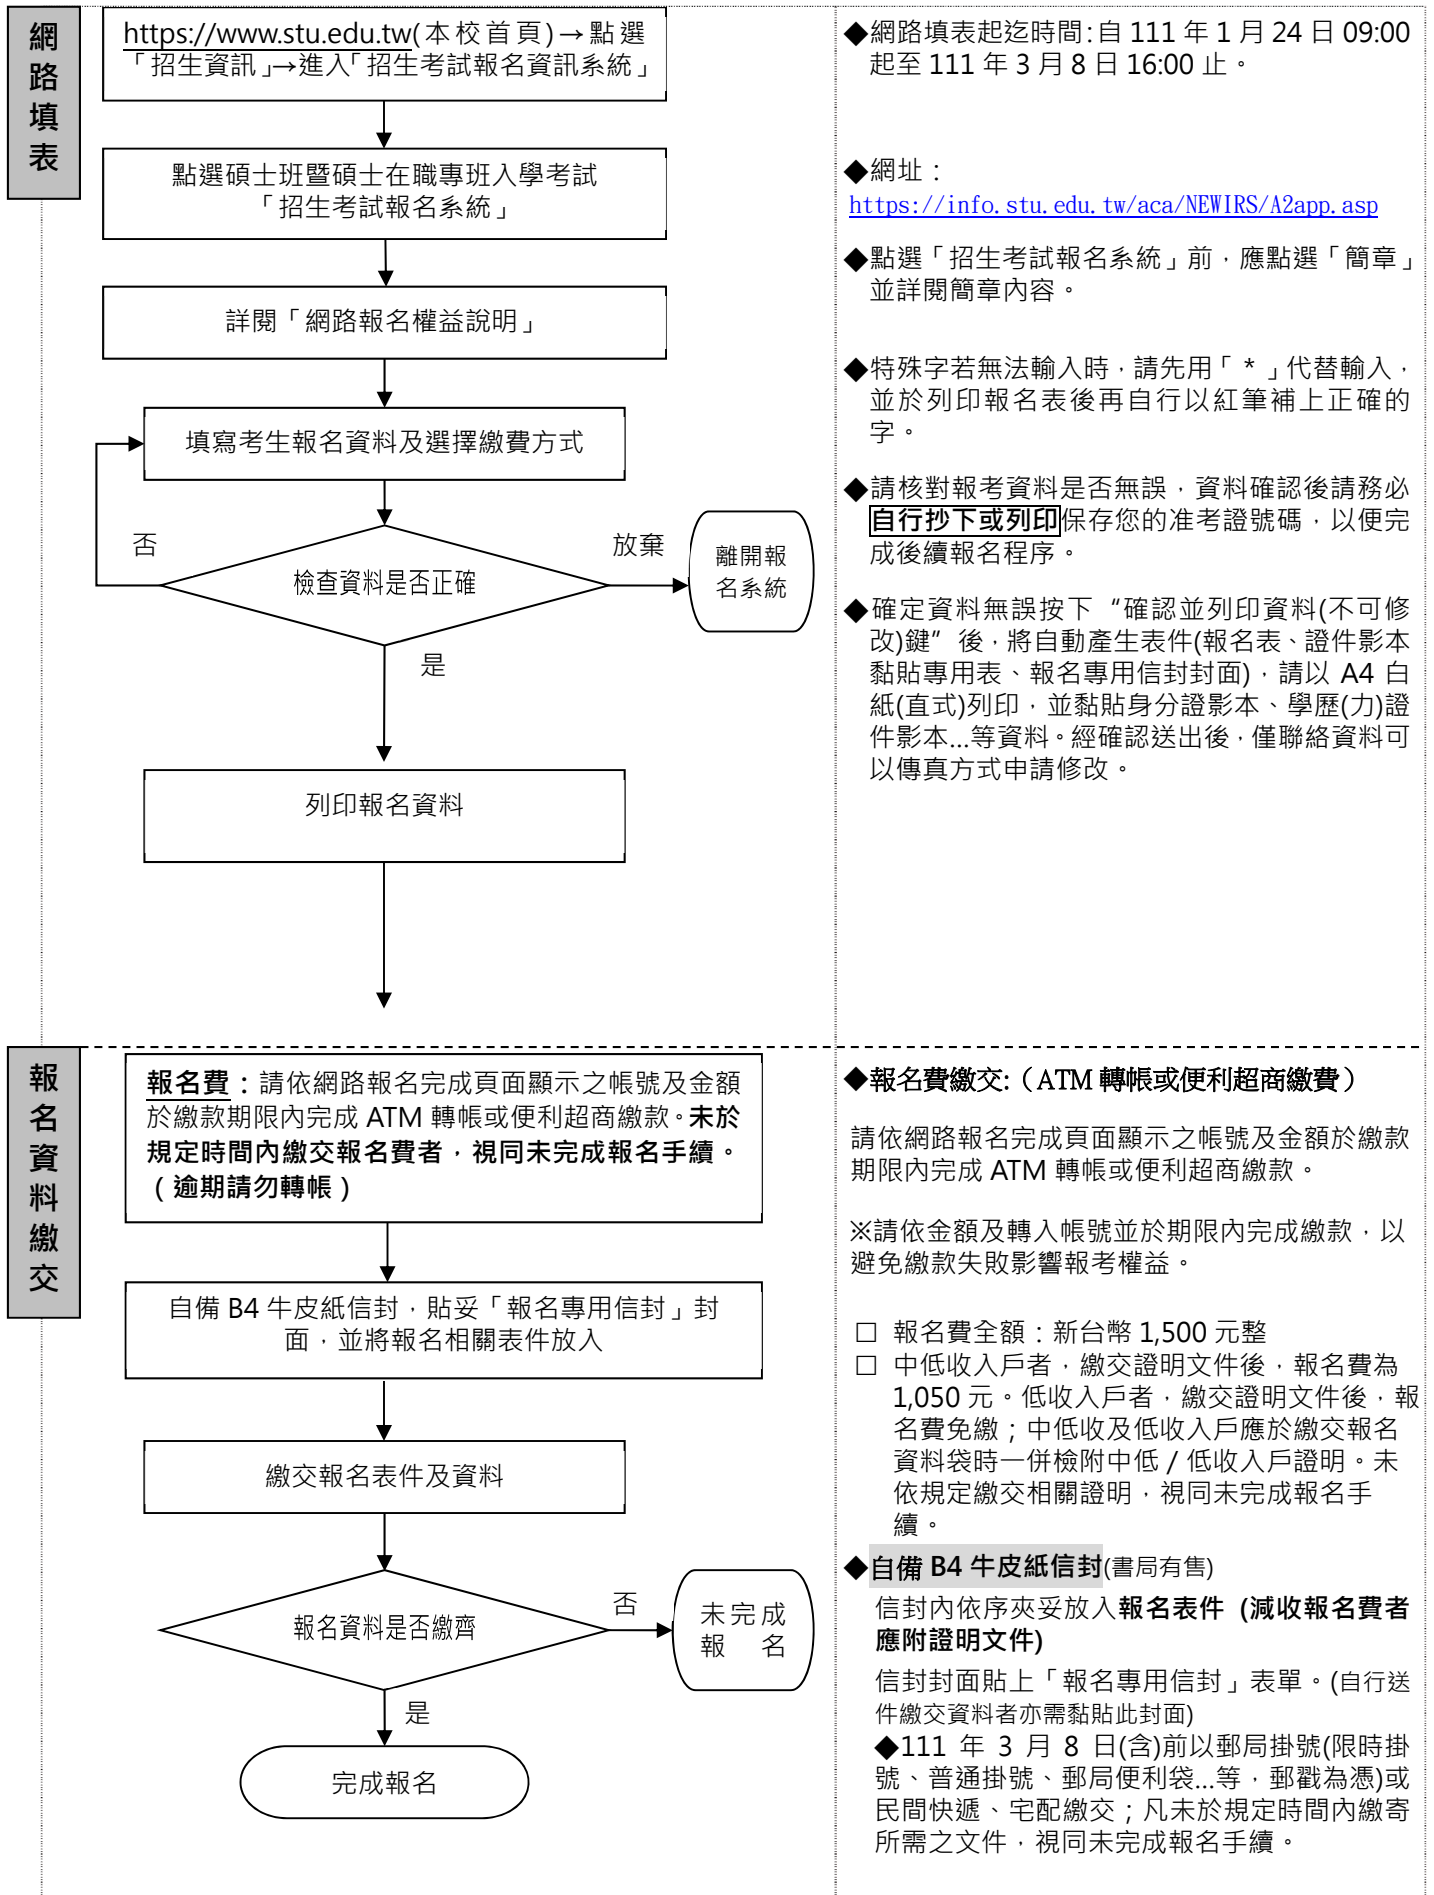 網路填表
https://www.stu.edu.tw(本校首頁)→點選
「招生資訊」→進入「招生考試報名資訊系統」
點選碩士班暨碩士在職專班入學考試
「招生考試報名系統」
詳閱「網路報名權益說明」
填寫考生報名資料及選擇繳費方式
否
檢查資料是否正確
放棄
離開報
名系統
是
列印報名資料
◆網路填表起迄時間:自 111 年 1 月 24 日 09:00
起至 111 年 3 月 8 日 16:00 止。
◆網址：
https://info.stu.edu.tw/aca/NEWIRS/A2app.asp
◆點選「招生考試報名系統」前，應點選「簡章」
並詳閱簡章內容。
◆特殊字若無法輸入時，請先用「 * 」代替輸入，
並於列印報名表後再自行以紅筆補上正確的
字。
◆請核對報考資料是否無誤，資料確認後請務必
自行抄下或列印保存您的准考證號碼，以便完
成後續報名程序。
◆確定資料無誤按下“確認並列印資料(不可修
改)鍵”後，將自動產生表件(報名表、證件影本
黏貼專用表、報名專用信封封面)，請以 A4 白
紙(直式)列印，並黏貼身分證影本、學歷(力)證
件影本...等資料。經確認送出後，僅聯絡資料可
以傳真方式申請修改。
報名資料繳交
報名費：請依網路報名完成頁面顯示之帳號及金額
於繳款期限內完成 ATM 轉帳或便利超商繳款。未於
規定時間內繳交報名費者，視同未完成報名手續。
（逾期請勿轉帳）
自備 B4 牛皮紙信封，貼妥「報名專用信封」封
面，並將報名相關表件放入
繳交報名表件及資料
報名資料是否繳齊
否
未完成
報 名
是
完成報名
◆報名費繳交:（ATM 轉帳或便利超商繳費）
請依網路報名完成頁面顯示之帳號及金額於繳款
期限內完成 ATM 轉帳或便利超商繳款。
※請依金額及轉入帳號並於期限內完成繳款，以
避免繳款失敗影響報考權益。
□ 報名費全額：新台幣 1,500 元整
□ 中低收入戶者，繳交證明文件後，報名費為
1,050 元。低收入戶者，繳交證明文件後，報
名費免繳；中低收及低收入戶應於繳交報名
資料袋時一併檢附中低 / 低收入戶證明。未
依規定繳交相關證明，視同未完成報名手
續。
◆自備 B4 牛皮紙信封(書局有售)
信封內依序夾妥放入報名表件 (減收報名費者
應附證明文件)
信封封面貼上「報名專用信封」表單。(自行送
件繳交資料者亦需黏貼此封面)
◆111 年 3 月 8 日(含)前以郵局掛號(限時掛
號、普通掛號、郵局便利袋...等，郵戳為憑)或
民間快遞、宅配繳交；凡未於規定時間內繳寄
所需之文件，視同未完成報名手續。